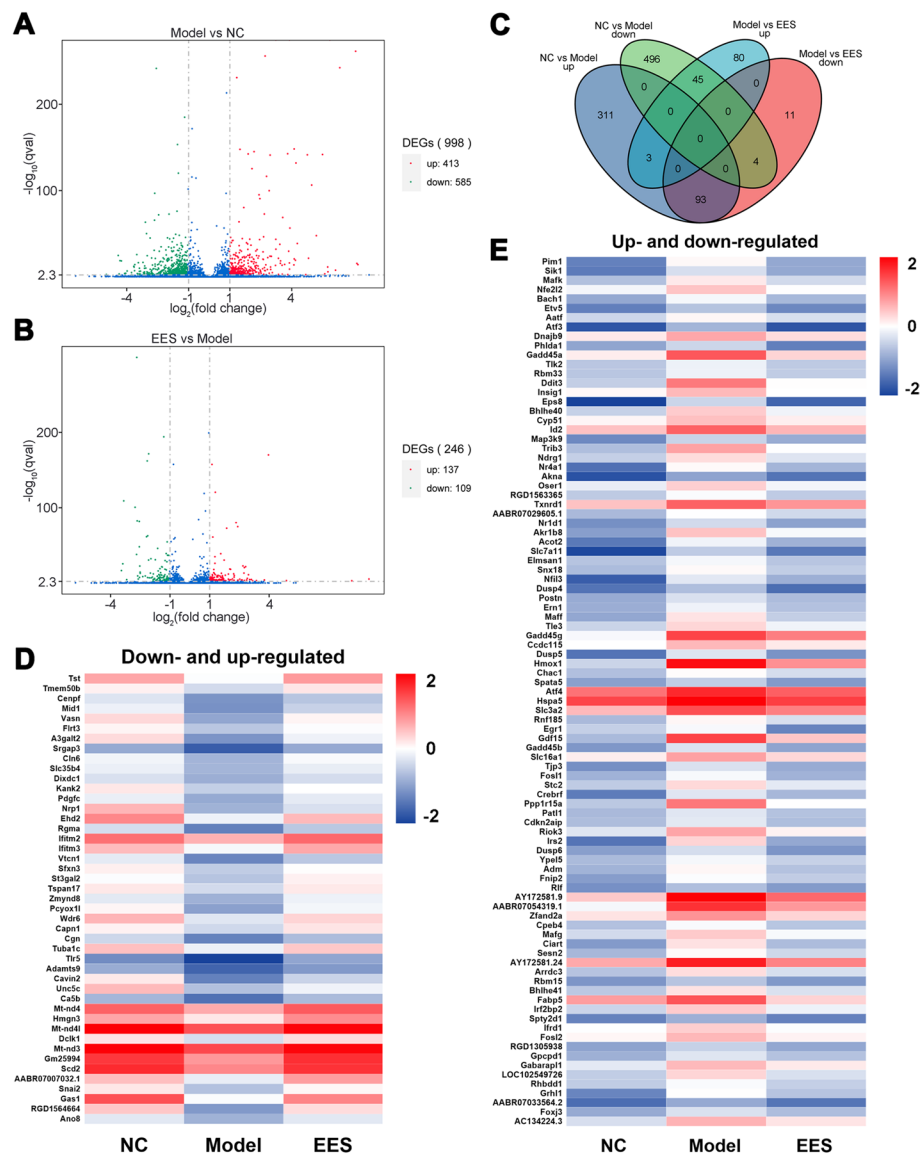 A
Model vs NC
-log10(qval)
200
100
2.3
-4
-1
1
4
log2(fold change)
DEGs ( 998 )
up: 413
down: 585
B
EES vs Model
-log10(qval)
200
100
2.3
-4
-1
1
4
log2(fold change)
DEGs ( 246 )
up: 137
down: 109
C
NC vs Model
up
NC vs Model
down
Model vs EES
up
Model vs EES
down
496
80
45
0
0
311
0
0
11
0
3
4
0
0
93
D
Down- and up-regulated
Tst
Tmem50b
Cenpf
Mid1
Vasn
Flrt3
A3galt2
Srgap3
Cln6
Slc35b4
Dixdc1
Kank2
Pdgfc
Nrp1
Ehd2
Rgma
Ifitm2
Ifitm3
Vtcn1
Sfxn3
St3gal2
Tspan17
Zmynd8
Pcyox1l
Wdr6
Capn1
Cgn
Tuba1c
Tlr5
Adamts9
Cavin2
Unc5c
Ca5b
Mt-nd4
Hmgn3
Mt-nd4l
Dclk1
Mt-nd3
Gm25994
Scd2
AABR07007032.1
Snai2
Gas1
RGD1564664
Ano8
NC
Model
EES
2
0
-2
E
Up- and down-regulated
Pim1
Sik1
Mafk
Nfe2l2
Bach1
Etv5
Aatf
Atf3
Dnajb9
Phlda1
Gadd45a
Tlk2
Rbm33
Ddit3
Insig1
Eps8
Bhlhe40
Cyp51
Id2
Map3k9
Trib3
Ndrg1
Nr4a1
Akna
Oser1
RGD1563365
Txnrd1
AABR07029605.1
Nr1d1
Akr1b8
Acot2
Slc7a11
Elmsan1
Snx18
Nfil3
Dusp4
Postn
Ern1
Maff
Tle3
Gadd45g
Ccdc115
Dusp5
Hmox1
Chac1
Spata5
Atf4
Hspa5
Slc3a2
Rnf185
Egr1
Gdf15
Gadd45b
Slc16a1
Tjp3
Fosl1
Stc2
Crebrf
Ppp1r15a
Patl1
Cdkn2aip
Riok3
Irs2
Dusp6
Ypel5
Adm
Fnip2
Rlf
AY172581.9
AABR07054319.1
Zfand2a
Cpeb4
Mafg
Ciart
Sesn2
AY172581.24
Arrdc3
Rbm15
Bhlhe41
Fabp5
Irf2bp2
Spty2d1
Ifrd1
Fosl2
RGD1305938
Gpcpd1
Gabarapl1
LOC102549726
Rhbdd1
Grhl1
AABR07033564.2
Foxj3
AC134224.3
NC
Model
EES
2
0
-2